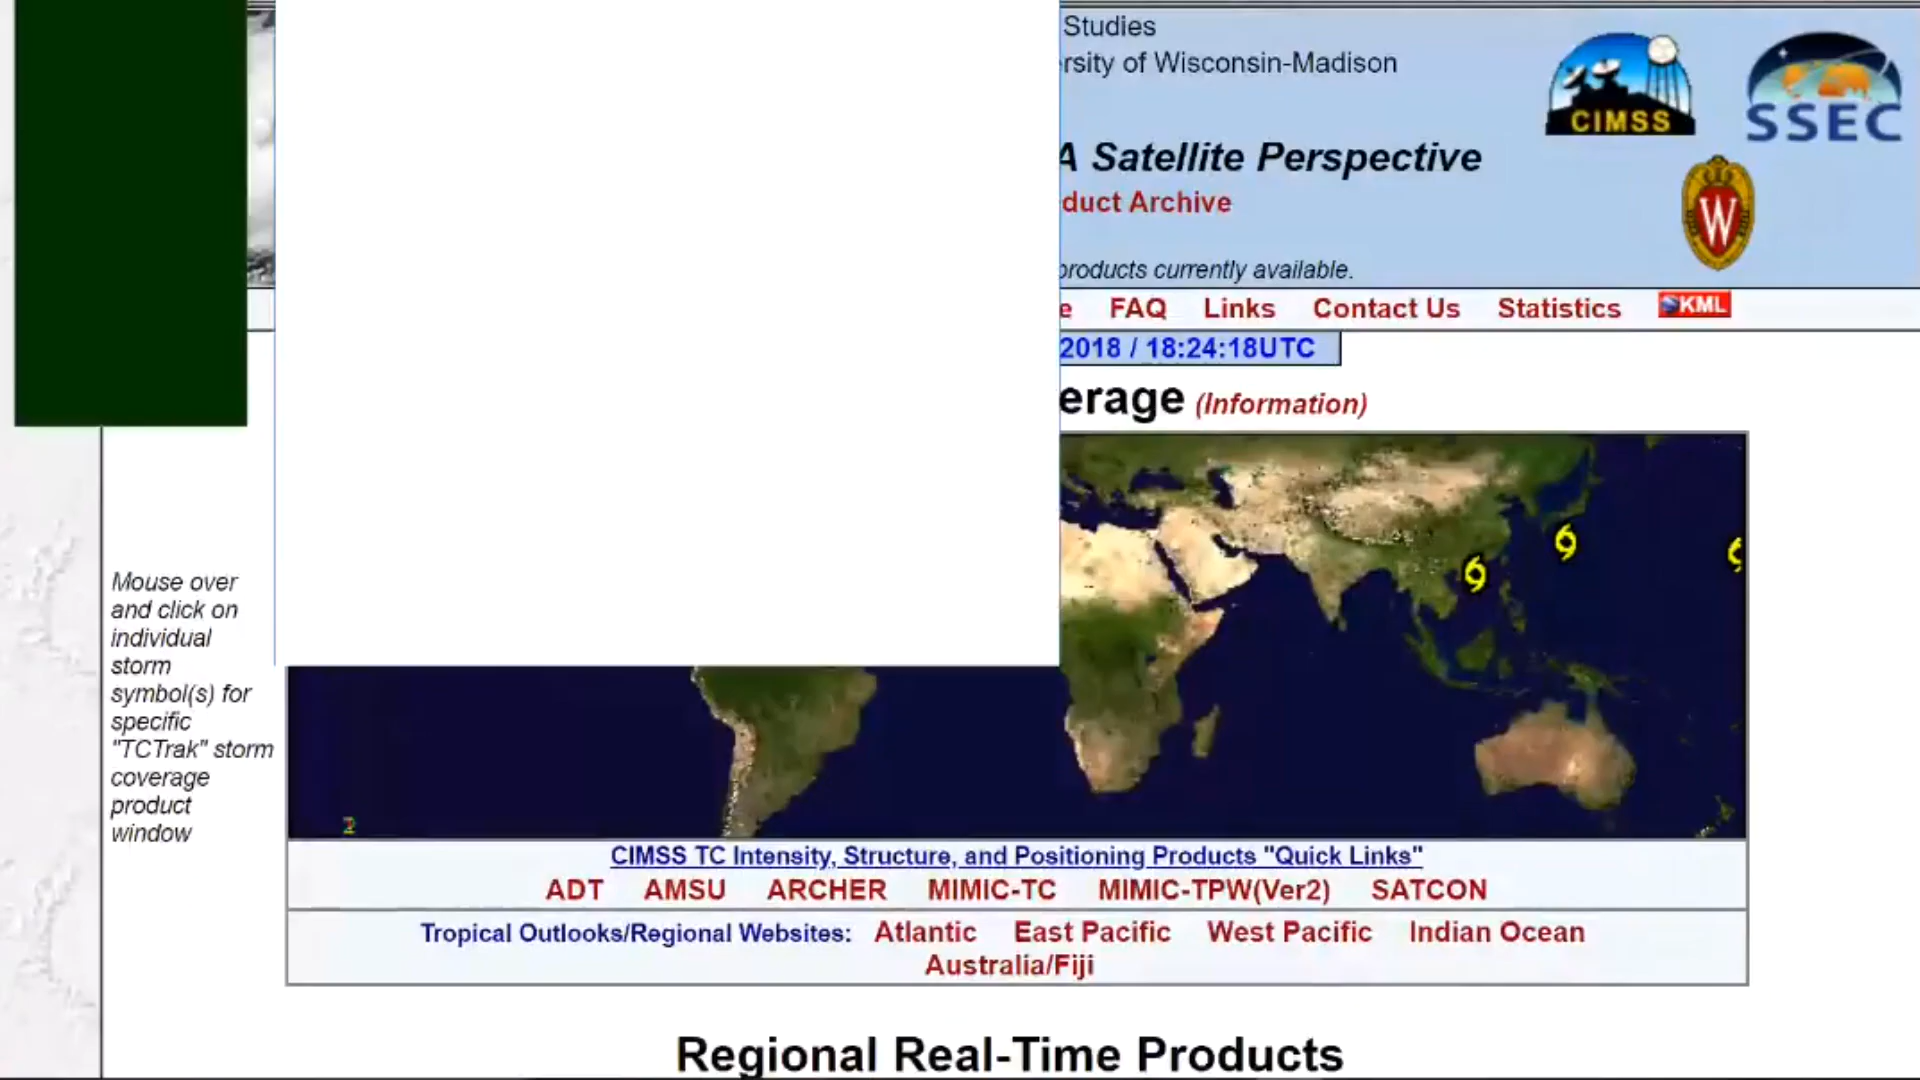 Studies
rsity of Wisconsin-Madison
CIMSS
SSEC
A Satellite Perspective
duct Archive
W
products currently available.
e FAQ Links Contact Us Statistics KML
2018 / 18:24:18UTC
erage (Information)
Mouse over
and click on
individual
storm
symbol(s) for
specific
"TCTrak" storm
coverage
product
window
2
CIMSS TC Intensity, Structure, and Positioning Products "Quick Links"
ADT AMSU ARCHER MIMIC-TC MIMIC-TPW(Ver2) SATCON
Tropical Outlooks/Regional Websites: Atlantic East Pacific West Pacific Indian Ocean
Australia/Fiji
Regional Real-Time Products